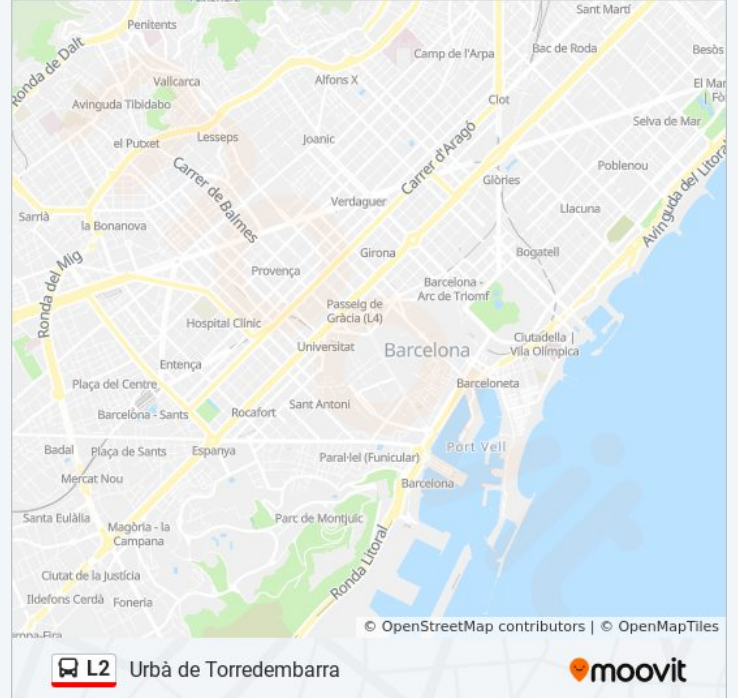 Sant Martí
Penitents
Ronda de Dalt
Camp de l'Arpa
Bac de Roda
Besòs
Vallcarca
Alfons X
El Mar
| Fò
Avinguda Tibidabo
Clot
Selva de Mar
el Putxet
Lesseps
Joanic
Carrer d'Aragó
Poblenou
Carrer de Balmes
Glòries
Avinguda del Litora
Sarrià
la Bonanova
Verdaguer
Llacuna
Girona
Bogatell
Ronda del Mig
Provença
Barcelona -
Arc de Triomf
Passeig de
Gràcia (L4)
Hospital Clínic
Universitat
Barcelona
Ciutadella |
Vila Olímpica
Entença
Plaça del Centre
Barceloneta
Barcelona - Sants
Rocafort
Sant Antoni
Badal
Plaça de Sants
Espanya
Paral·lel (Funicular)
Port Vell
Mercat Nou
Barcelona
Santa Eulàlia
Magòria - la
Campana
Parc de Montjuïc
Ronda Litoral
Ciutat de la Justícia
Ildefons Cerdà
Foneria
ropa-Fira
© OpenStreetMap contributors | © OpenMapTiles
L2 Urbà de Torredembarra
moovit